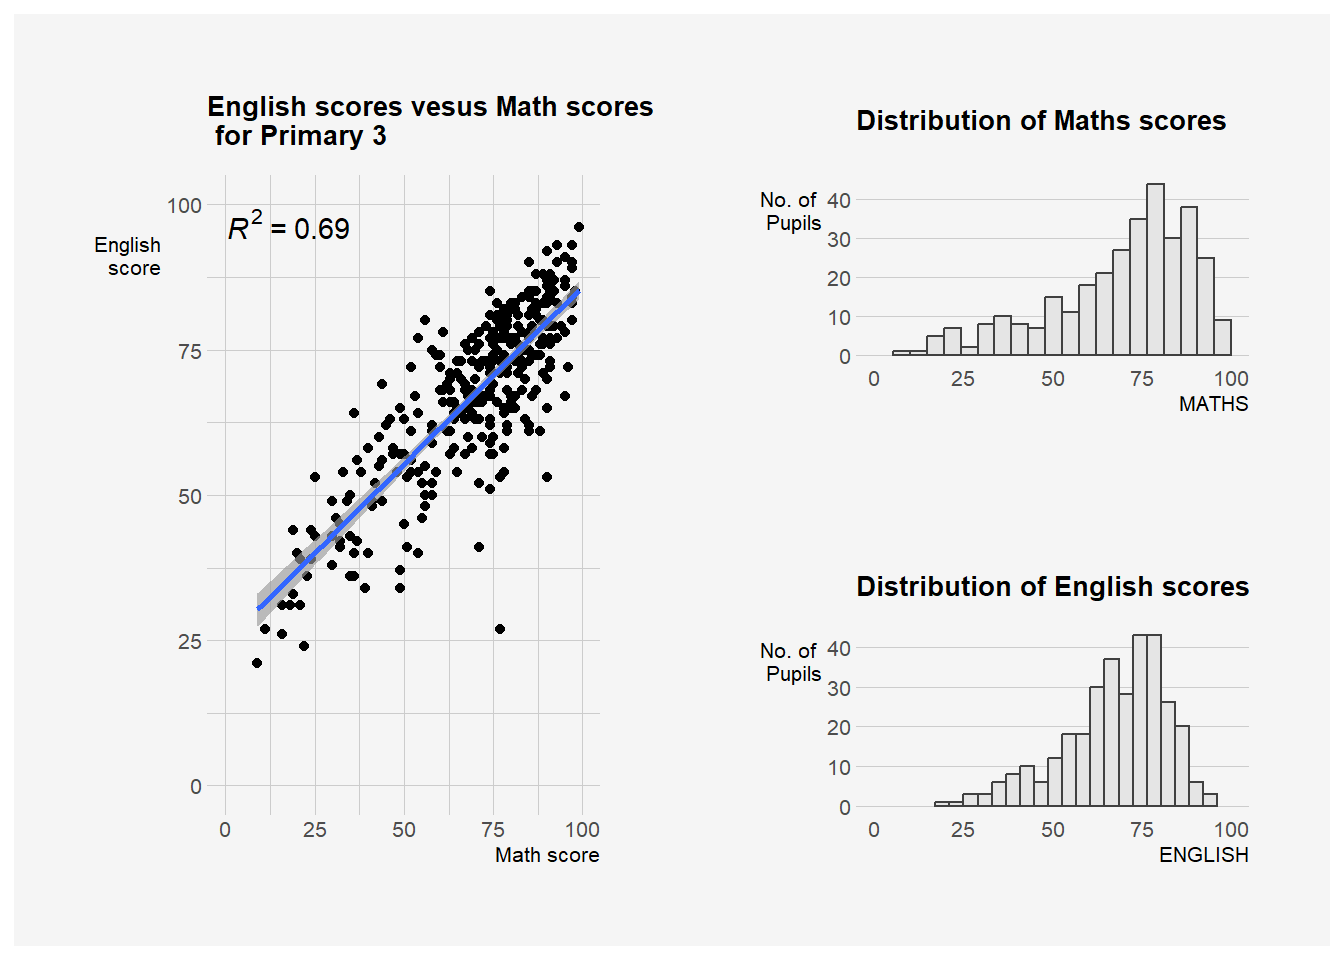 English scores vesus Math scores
for Primary 3
English
score
100
75
50
25
0
R² = 0.69
0 25 50 75 100
Math score
Distribution of Maths scores
No. of
Pupils
40
30
20
10
0
0 25 50 75 100
MATHS
Distribution of English scores
No. of
Pupils
40
30
20
10
0
0 25 50 75 100
ENGLISH